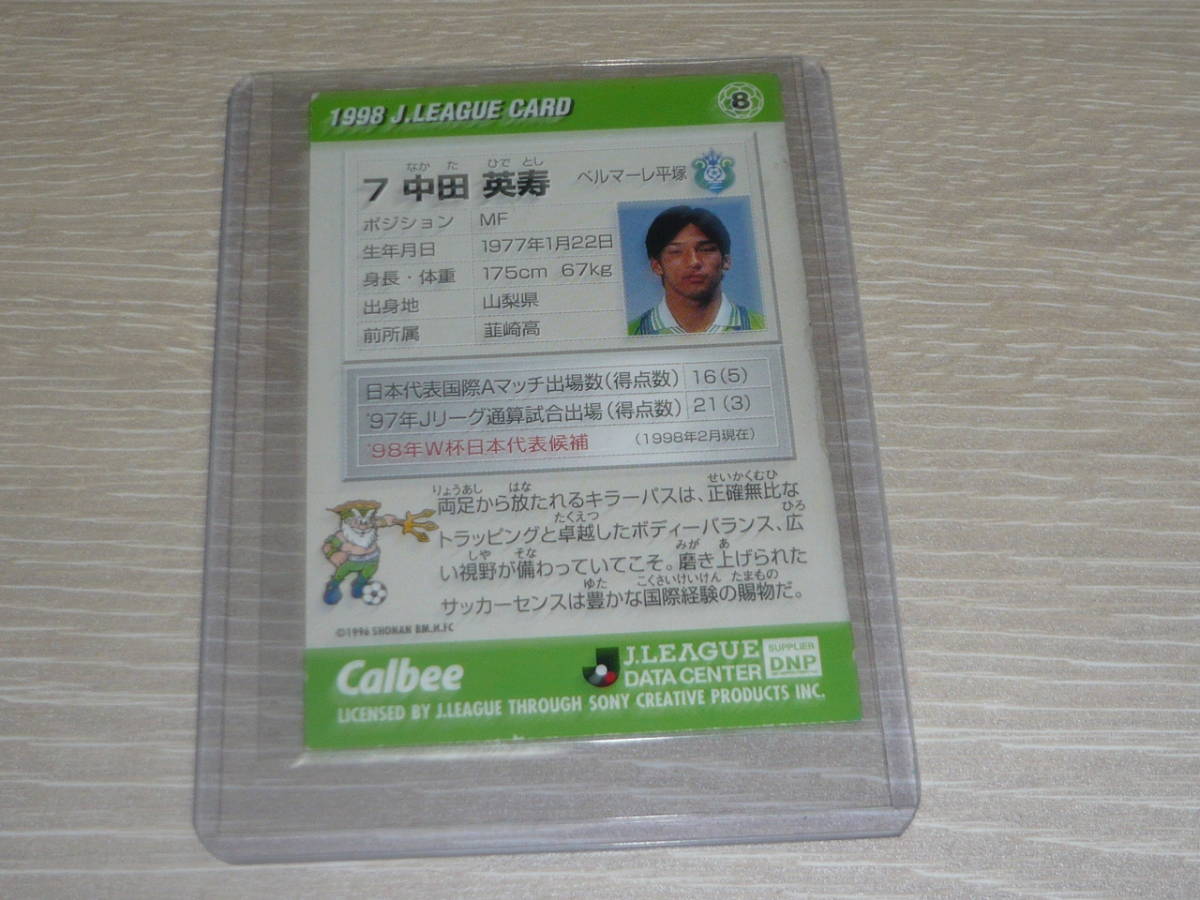 1998 J.LEAGUE CARD
8
なかた ひでとし
7 中田 英寿 ベルマーレ平塚
ポジション MF
生年月日 1977年1月22日
身長・体重 175cm 67kg
出身地 山梨県
前所属 韮崎高
日本代表国際Aマッチ出場数(得点数) 16(5)
'97年Jリーグ通算試合出場(得点数) 21(3)
'98年W杯日本代表候補 (1998年2月現在)
りょうあし はな せいかくむひ
両足から放たれるキラーパスは、正確無比な
たくえつ ひろ
トラッピングと卓越したボディーバランス、広
しや そな みが あ
い視野が備わっていてこそ。磨き上げられた
ゆた こくさいけいけん たまもの
サッカーセンスは豊かな国際経験の賜物だ。
©1996 SHONAN BM.H.FC
Calbee
J.LEAGUE
DATA CENTER
SUPPLIER
DNP
LICENSED BY J.LEAGUE THROUGH SONY CREATIVE PRODUCTS INC.